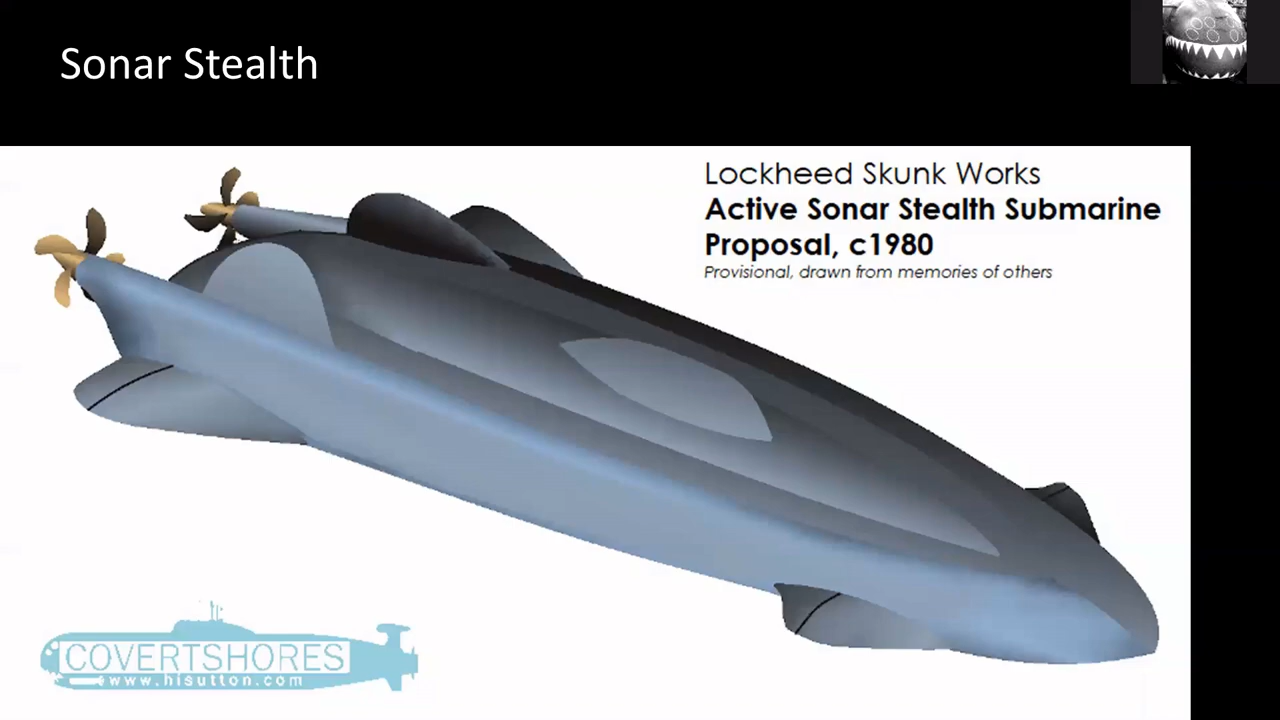 Sonar Stealth
Lockheed Skunk Works
Active Sonar Stealth Submarine
Proposal, c1980
Provisional, drawn from memories of others
COVERTSHORES
www.hisutton.com